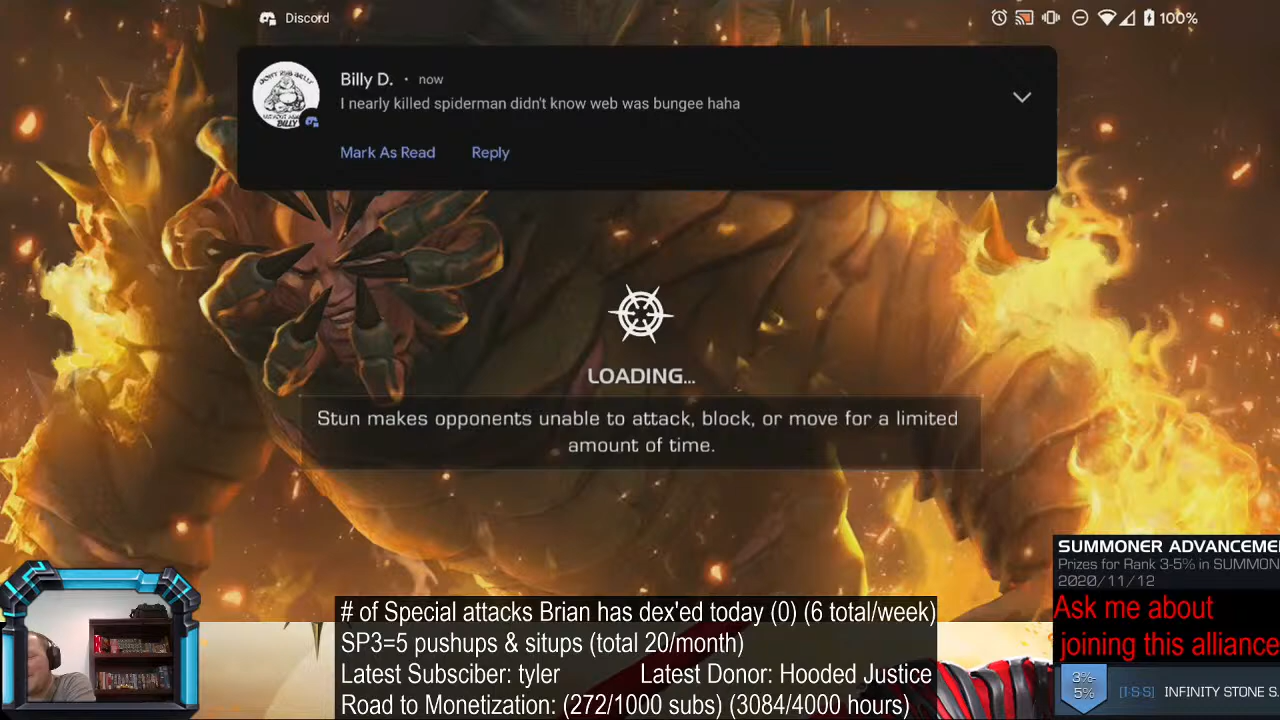 Discord
100%
Billy D. • now
I nearly killed spiderman didn't know web was bungee haha
Mark As Read Reply
LOADING...
Stun makes opponents unable to attack, block, or move for a limited
amount of time.
SUMMONER ADVANCEME
Prizes for Rank 3-5% in SUMMON
2020/11/12
Ask me about
joining this alliance
3%-
5%
[I-S-S] INFINITY STONE S.
# of Special attacks Brian has dex'ed today (0) (6 total/week)
SP3=5 pushups & situps (total 20/month)
Latest Subsciber: tyler Latest Donor: Hooded Justice
Road to Monetization: (272/1000 subs) (3084/4000 hours)